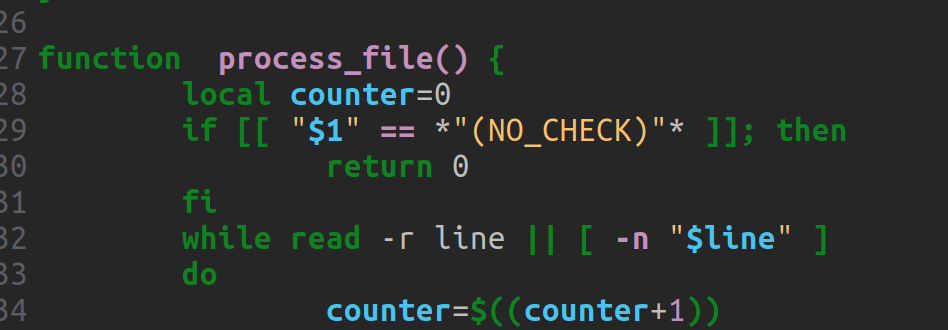 26
27 function  process_file() {
28         local counter=0
29         if [[ "$1" == *"(NO_CHECK)"* ]]; then
30                 return 0
31         fi
32         while read -r line || [ -n "$line" ]
33         do
34                 counter=$((counter+1))